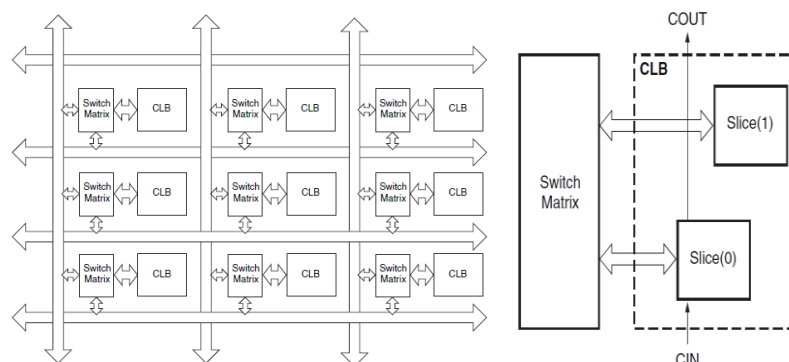 Switch
Matrix
CLB
Switch
Matrix
CLB
Switch
Matrix
CLB
Switch
Matrix
CLB
Switch
Matrix
CLB
Switch
Matrix
CLB
Switch
Matrix
CLB
Switch
Matrix
CLB
Switch
Matrix
CLB
COUT
CLB
Slice(1)
Switch
Matrix
Slice(0)
CIN